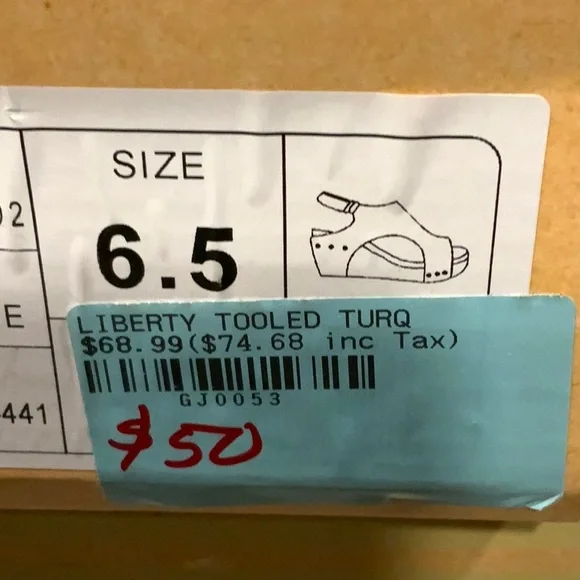 SIZE
02
6.5
E
441
LIBERTY TOOLED TURQ
$68.99($74.68 inc Tax)
GJ0053
$50